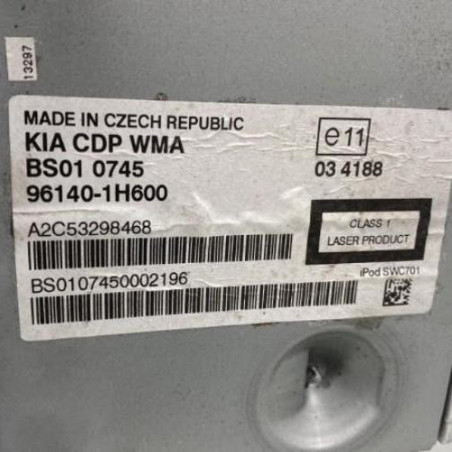 13297
MADE IN CZECH REPUBLIC
KIA CDP WMA
BS01 0745
96140-1H600
e11
03 4188
A2C53298468
CLASS 1
LASER PRODUCT
BS0107450002196
iPod SWC701